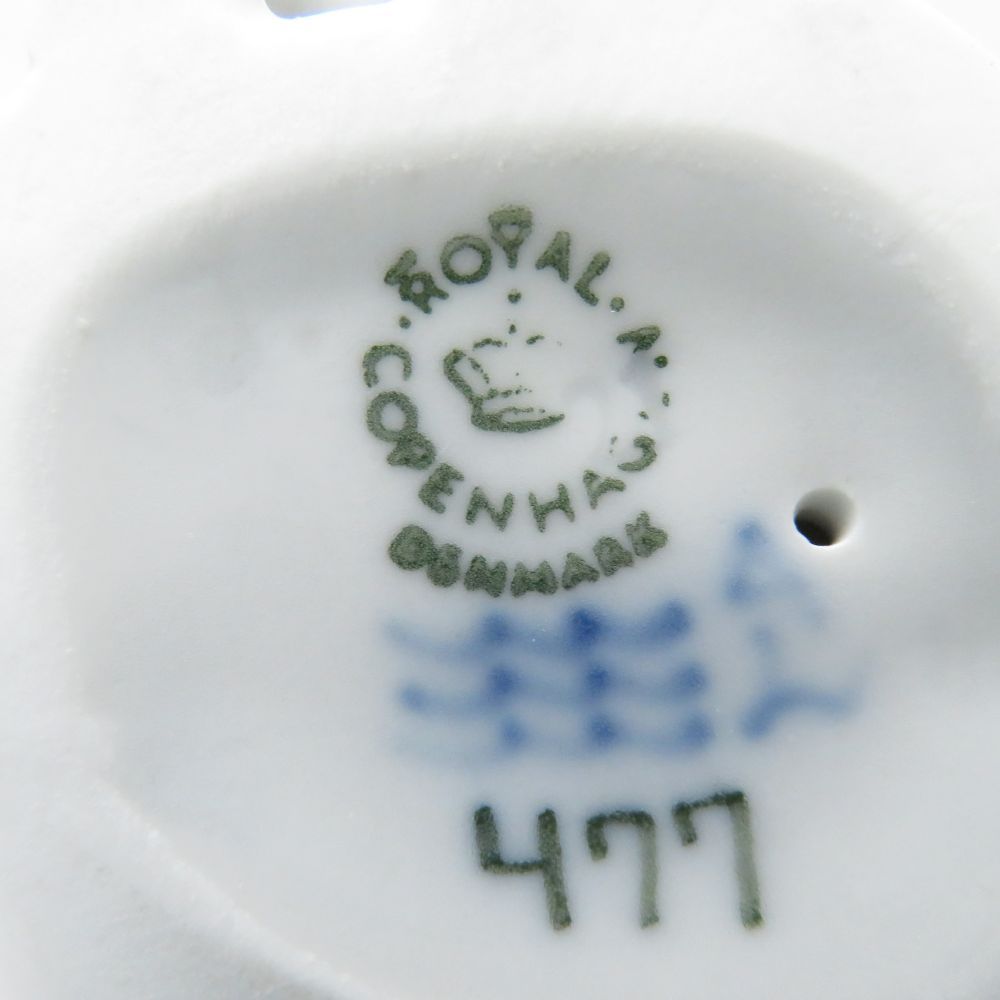 ROYAL
COPENHAG
DENMARK
477